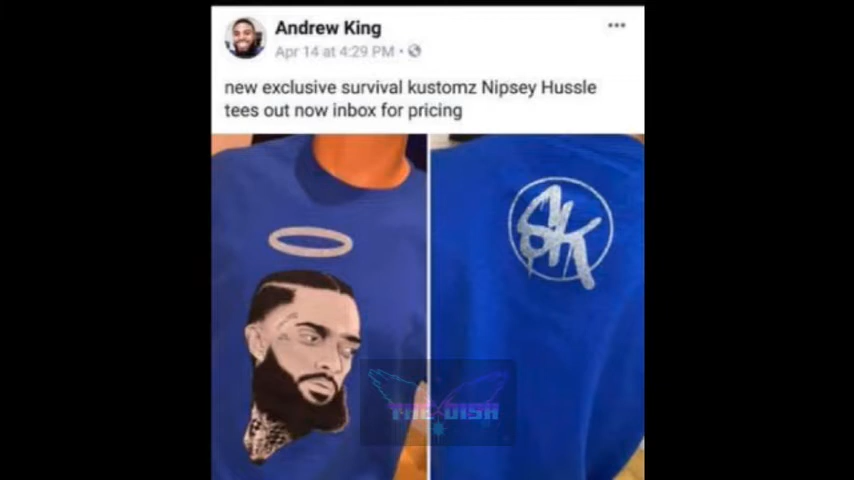 Andrew King
Apr 14 at 4:29 PM •
new exclusive survival kustomz Nipsey Hussle
tees out now inbox for pricing
SK
THE DISH